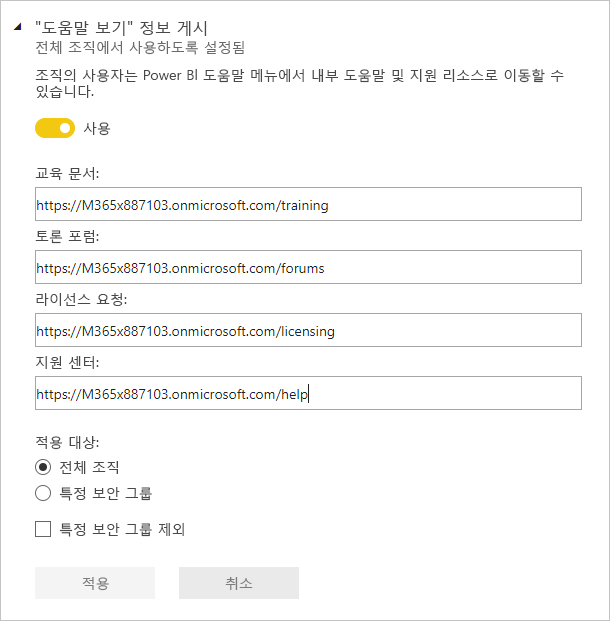 "도움말 보기" 정보 게시
전체 조직에서 사용하도록 설정됨
조직의 사용자는 Power BI 도움말 메뉴에서 내부 도움말 및 지원 리소스로 이동할 수
있습니다.
사용
교육 문서:
https://M365x887103.onmicrosoft.com/training
토론 포럼:
https://M365x887103.onmicrosoft.com/forums
라이선스 요청:
https://M365x887103.onmicrosoft.com/licensing
지원 센터:
https://M365x887103.onmicrosoft.com/help
적용 대상:
전체 조직
특정 보안 그룹
특정 보안 그룹 제외
적용 취소